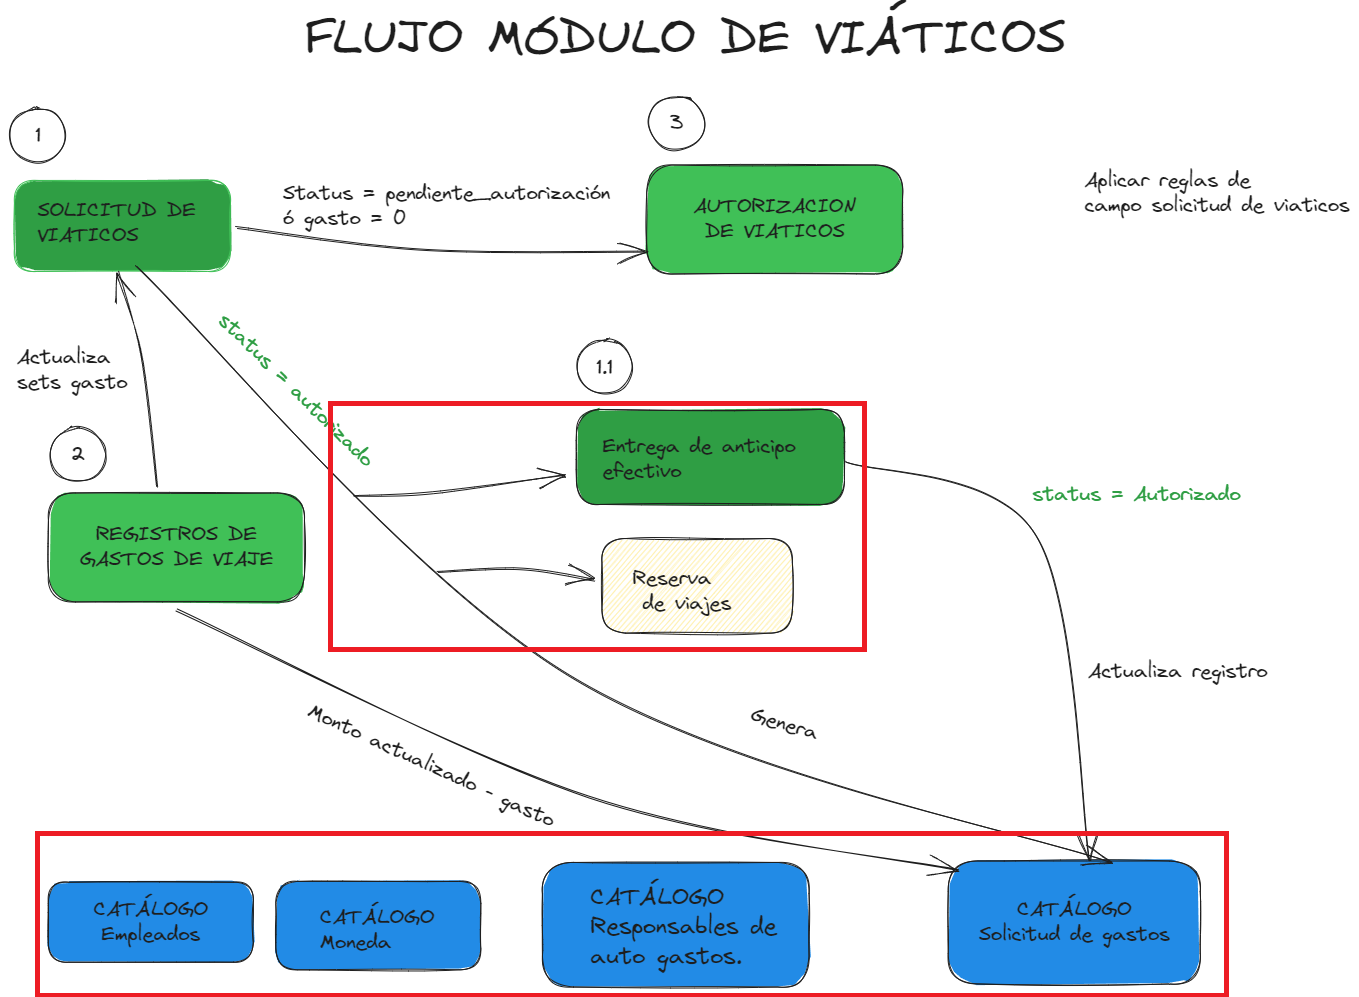 FLUJO MÓDULO DE VIÁTICOS
1
3
SOLICITUD DE
VIATICOS
Status = pendiente_autorización
ó gasto = 0
AUTORIZACION
DE VIATICOS
Aplicar reglas de
campo solicitud de viaticos
status = autorizado
Actualiza
sets gasto
1.1
2
Entrega de anticipo
efectivo
status = Autorizado
REGISTROS DE
GASTOS DE VIAJE
Reserva
de viajes
Actualiza registro
Monto actualizado - gasto
Genera
CATÁLOGO
Empleados
CATÁLOGO
Moneda
CATÁLOGO
Responsables de
auto gastos.
CATÁLOGO
Solicitud de gastos